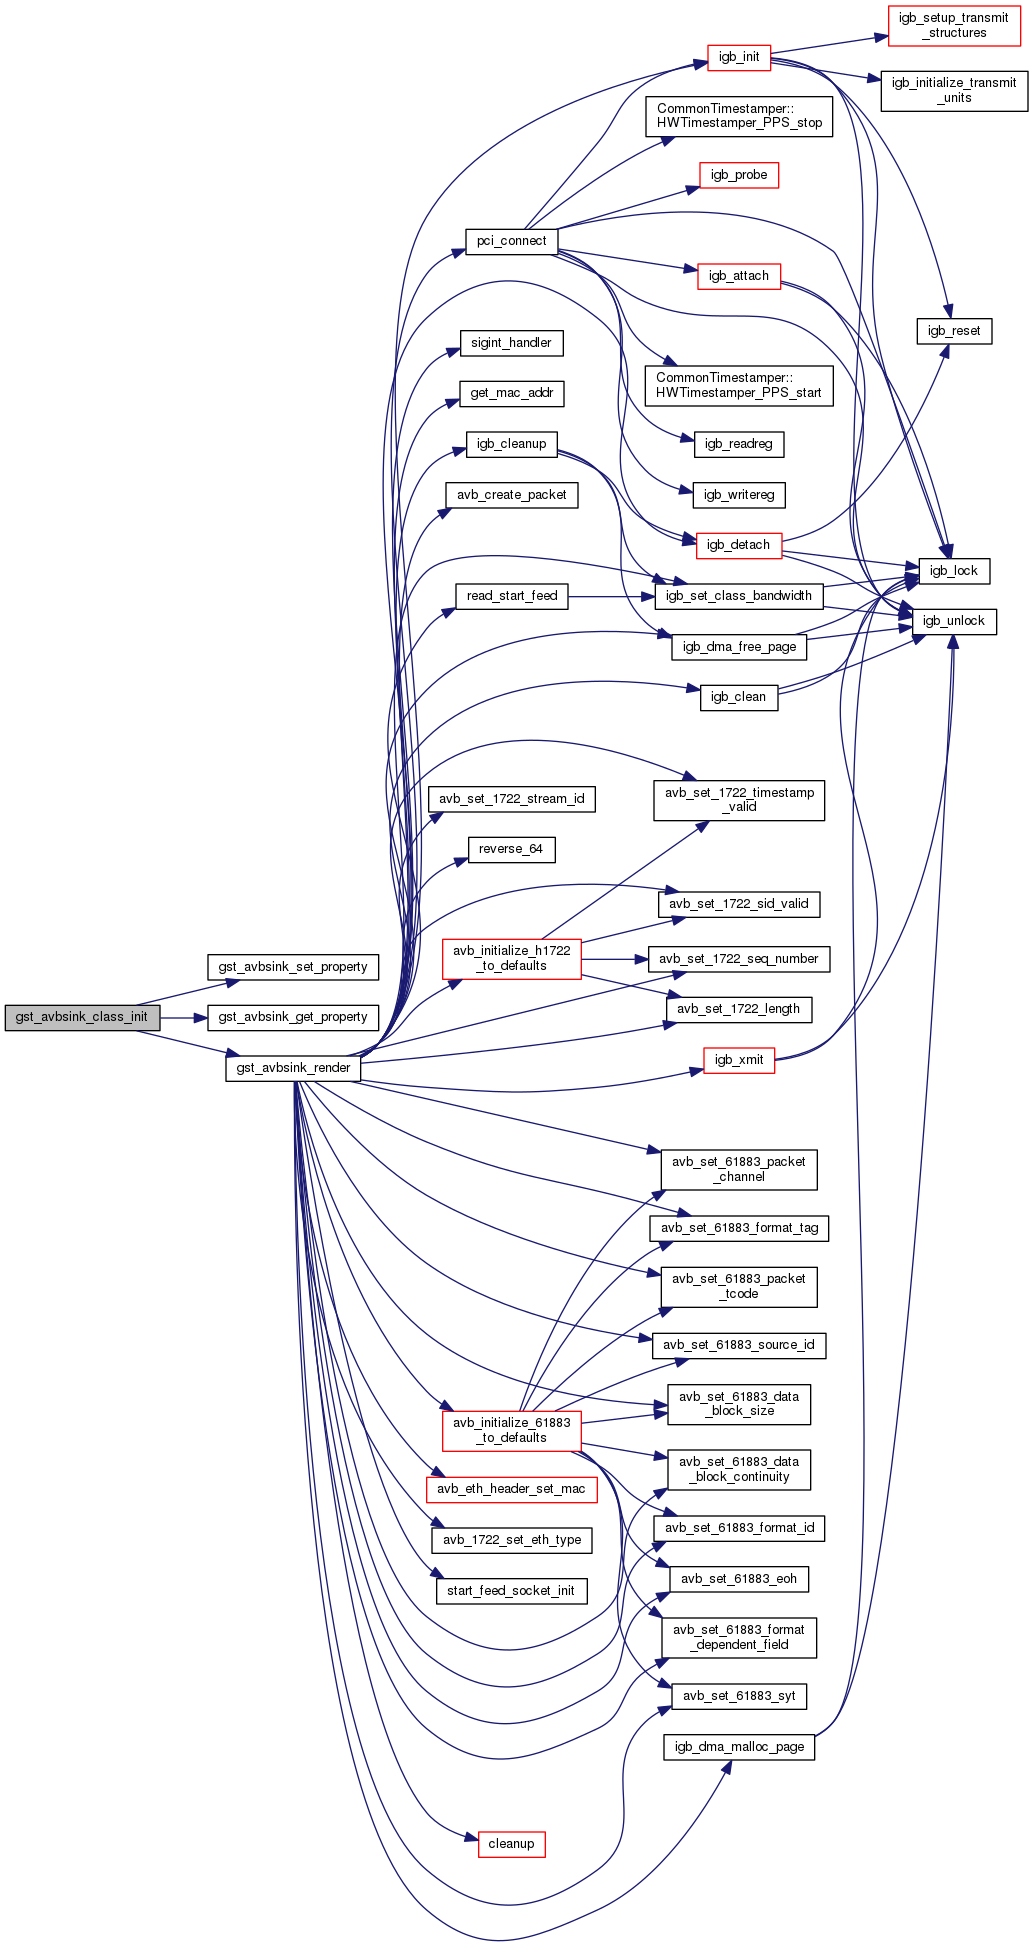 igb_setup_transmit
_structures
igb_init
igb_initialize_transmit
_units
CommonTimestamper::
HWTimestamper_PPS_stop
igb_probe
pci_connect
igb_attach
igb_reset
sigint_handler
CommonTimestamper::
HWTimestamper_PPS_start
get_mac_addr
igb_cleanup
igb_readreg
avb_create_packet
igb_writereg
igb_detach
igb_lock
read_start_feed
igb_set_class_bandwidth
igb_unlock
igb_dma_free_page
igb_clean
avb_set_1722_stream_id
avb_set_1722_timestamp
_valid
reverse_64
avb_set_1722_sid_valid
avb_initialize_h1722
_to_defaults
avb_set_1722_seq_number
gst_avbsink_set_property
gst_avbsink_class_init
gst_avbsink_get_property
avb_set_1722_length
gst_avbsink_render
igb_xmit
avb_set_61883_packet
_channel
avb_set_61883_format_tag
avb_set_61883_packet
_tcode
avb_set_61883_source_id
avb_set_61883_data
_block_size
avb_initialize_61883
_to_defaults
avb_set_61883_data
_block_continuity
avb_eth_header_set_mac
avb_set_61883_format_id
avb_1722_set_eth_type
avb_set_61883_eoh
start_feed_socket_init
avb_set_61883_format
_dependent_field
avb_set_61883_syt
igb_dma_malloc_page
cleanup